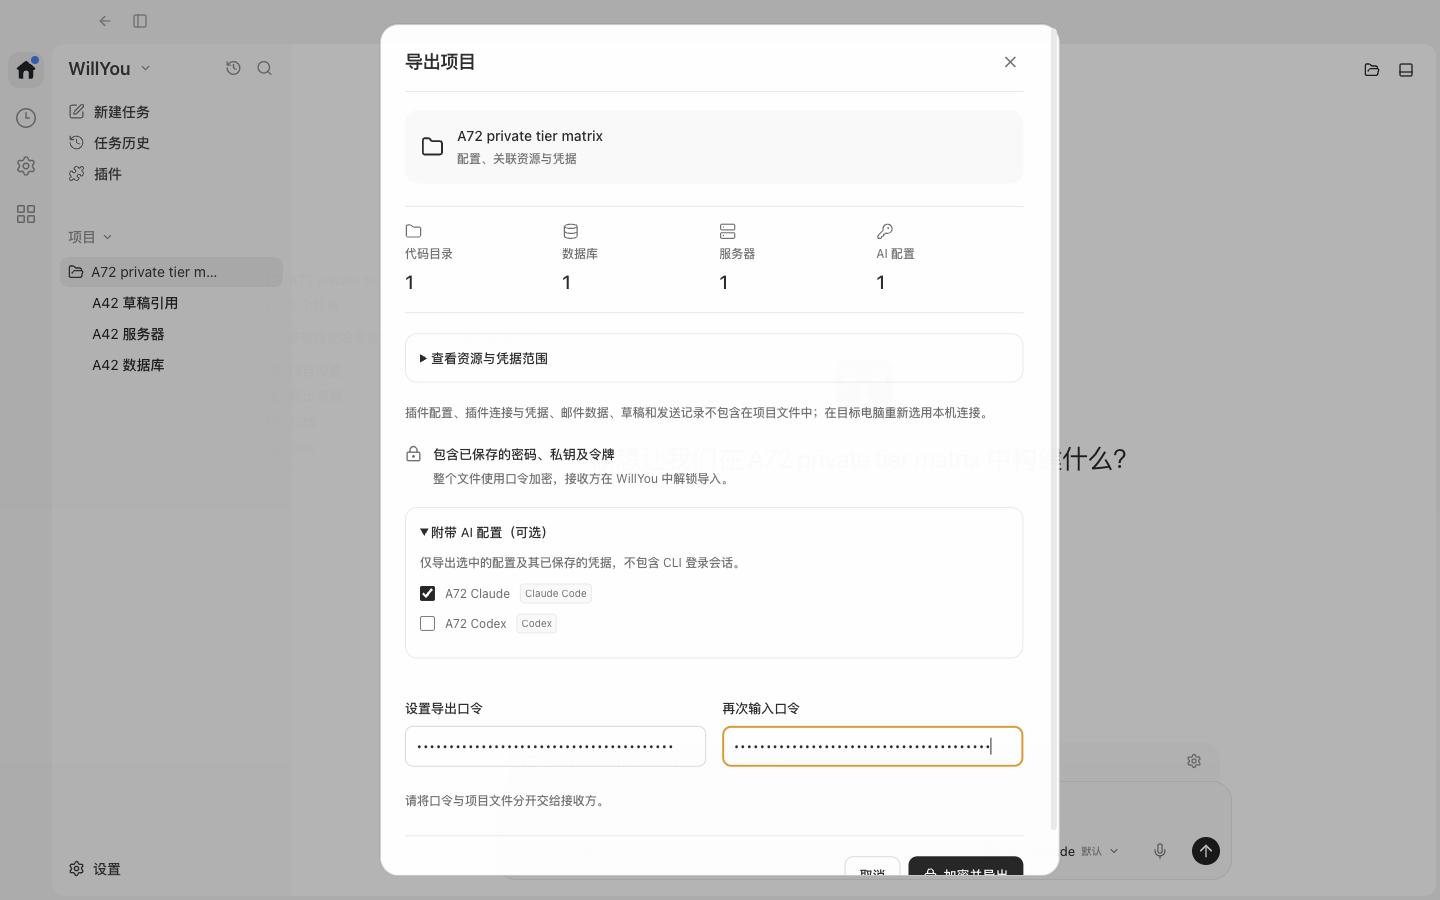 WillYou
新建任务
任务历史
插件
项目
A72 private tier m...
A42 草稿引用
A42 服务器
A42 数据库
设置
导出项目
A72 private tier matrix
配置、关联资源与凭据
代码目录
数据库
服务器
AI 配置
1
1
1
1
查看资源与凭据范围
插件配置、插件连接与凭据、邮件数据、草稿和发送记录不包含在项目文件中；在目标电脑重新选用本机连接。
包含已保存的密码、私钥及令牌
整个文件使用口令加密，接收方在 WillYou 中解锁导入。
附带 AI 配置（可选）
仅导出选中的配置及其已保存的凭据，不包含 CLI 登录会话。
A72 Claude Claude Code
A72 Codex Codex
设置导出口令
再次输入口令
请将口令与项目文件分开交给接收方。
取消
加密并导出
什么?
de 默认